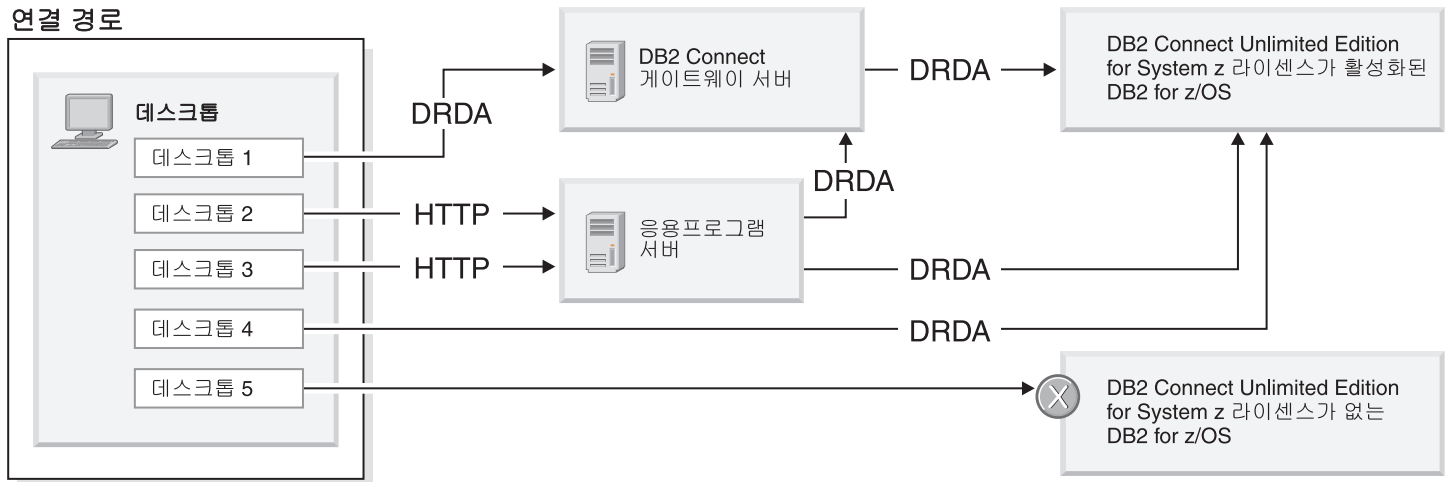 연결 경로
데스크톱
데스크톱 1
데스크톱 2
데스크톱 3
데스크톱 4
데스크톱 5
DRDA
HTTP
HTTP
DB2 Connect
게이트웨이 서버
응용프로그램
서버
DRDA
DRDA
DRDA
DRDA
DB2 Connect Unlimited Edition
for System z 라이센스가 활성화된
DB2 for z/OS
X
DB2 Connect Unlimited Edition
for System z 라이센스가 없는
DB2 for z/OS